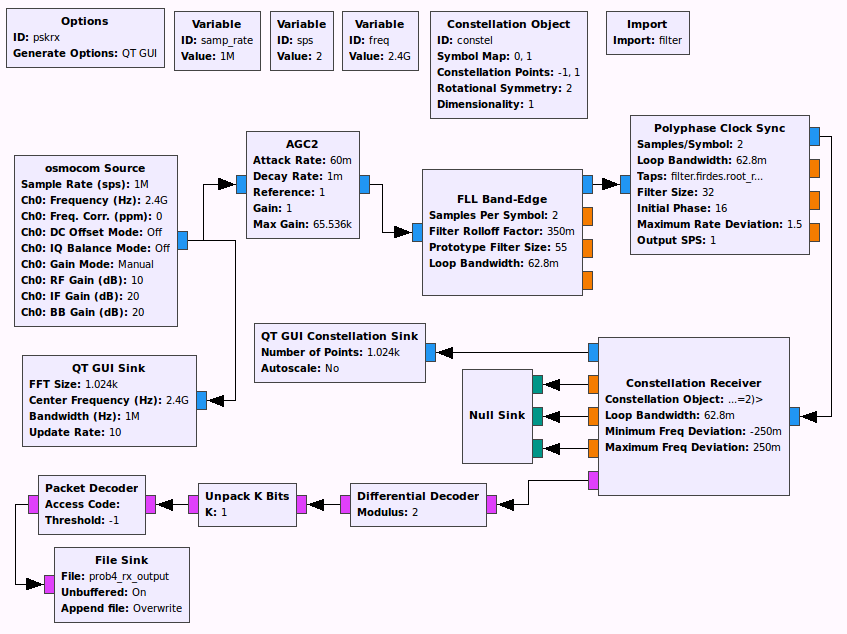 Options
ID: pskrx
Generate Options: QT GUI
Variable
ID: samp_rate
Value: 1M
Variable
ID: sps
Value: 2
Variable
ID: freq
Value: 2.4G
Constellation Object
ID: constel
Symbol Map: 0, 1
Constellation Points: -1, 1
Rotational Symmetry: 2
Dimensionality: 1
Import
Import: filter
osmocom Source
Sample Rate (sps): 1M
Ch0: Frequency (Hz): 2.4G
Ch0: Freq. Corr. (ppm): 0
Ch0: DC Offset Mode: Off
Ch0: IQ Balance Mode: Off
Ch0: Gain Mode: Manual
Ch0: RF Gain (dB): 10
Ch0: IF Gain (dB): 20
Ch0: BB Gain (dB): 20
AGC2
Attack Rate: 60m
Decay Rate: 1m
Reference: 1
Gain: 1
Max Gain: 65.536k
FLL Band-Edge
Samples Per Symbol: 2
Filter Rolloff Factor: 350m
Prototype Filter Size: 55
Loop Bandwidth: 62.8m
Polyphase Clock Sync
Samples/Symbol: 2
Loop Bandwidth: 62.8m
Taps: filter.firdes.root_r...
Filter Size: 32
Initial Phase: 16
Maximum Rate Deviation: 1.5
Output SPS: 1
QT GUI Sink
FFT Size: 1.024k
Center Frequency (Hz): 2.4G
Bandwidth (Hz): 1M
Update Rate: 10
QT GUI Constellation Sink
Number of Points: 1.024k
Autoscale: No
Null Sink
Constellation Receiver
Constellation Object: ...=2)>
Loop Bandwidth: 62.8m
Minimum Freq Deviation: -250m
Maximum Freq Deviation: 250m
Packet Decoder
Access Code:
Threshold: -1
Unpack K Bits
K: 1
Differential Decoder
Modulus: 2
File Sink
File: prob4_rx_output
Unbuffered: On
Append file: Overwrite